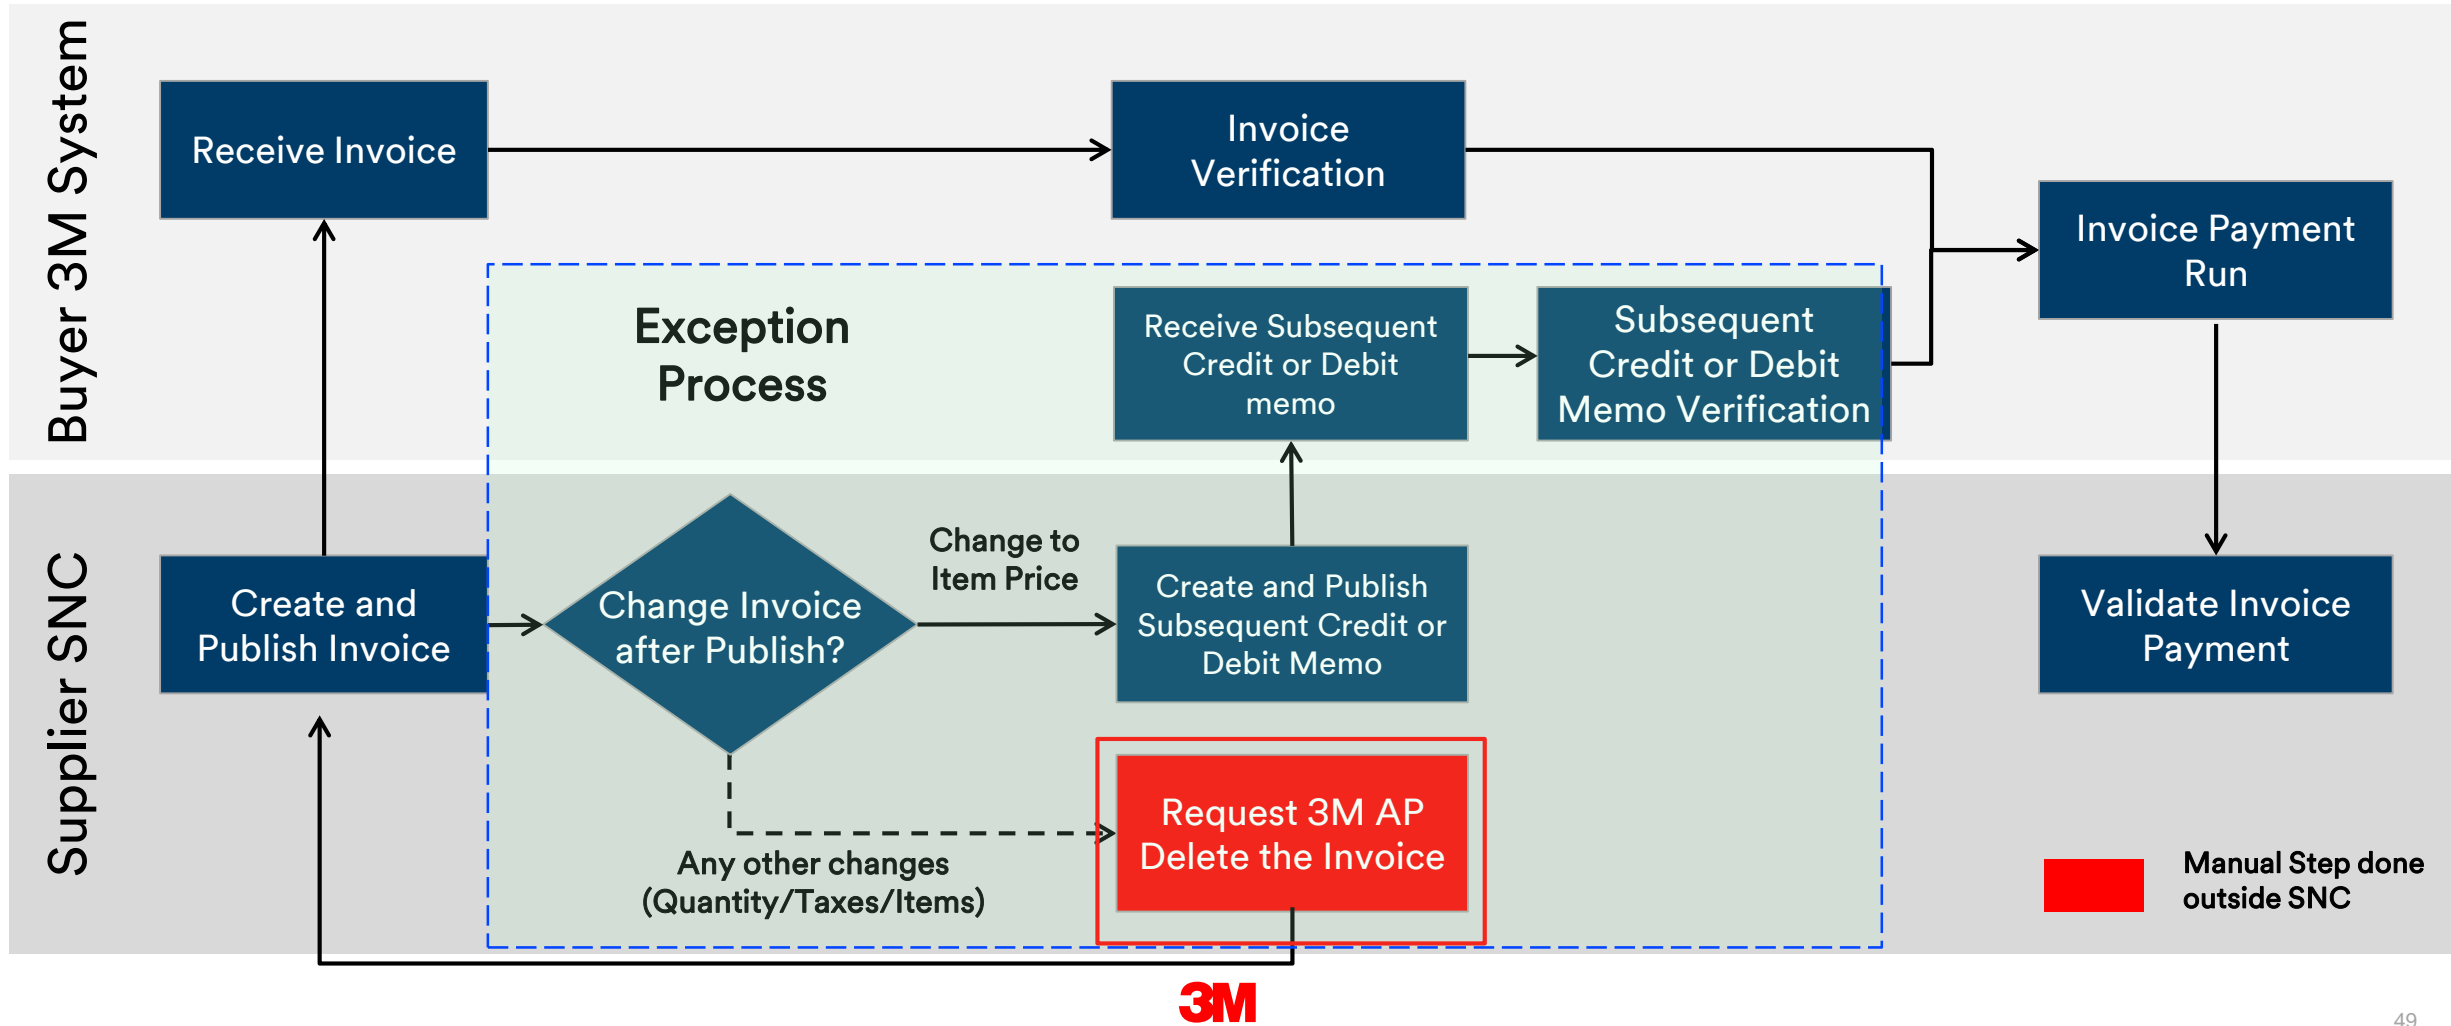 Buyer 3M System
Receive Invoice
Invoice
Verification
Invoice Payment
Run
Exception
Process
Receive Subsequent
Credit or Debit
memo
Subsequent
Credit or Debit
Memo Verification
Supplier SNC
Create and
Publish Invoice
Change Invoice
after Publish?
Change to
Item Price
Create and Publish
Subsequent Credit or
Debit Memo
Validate Invoice
Payment
Request 3M AP
Delete the Invoice
Any other changes
(Quantity/Taxes/Items)
Manual Step done
outside SNC
3M
49